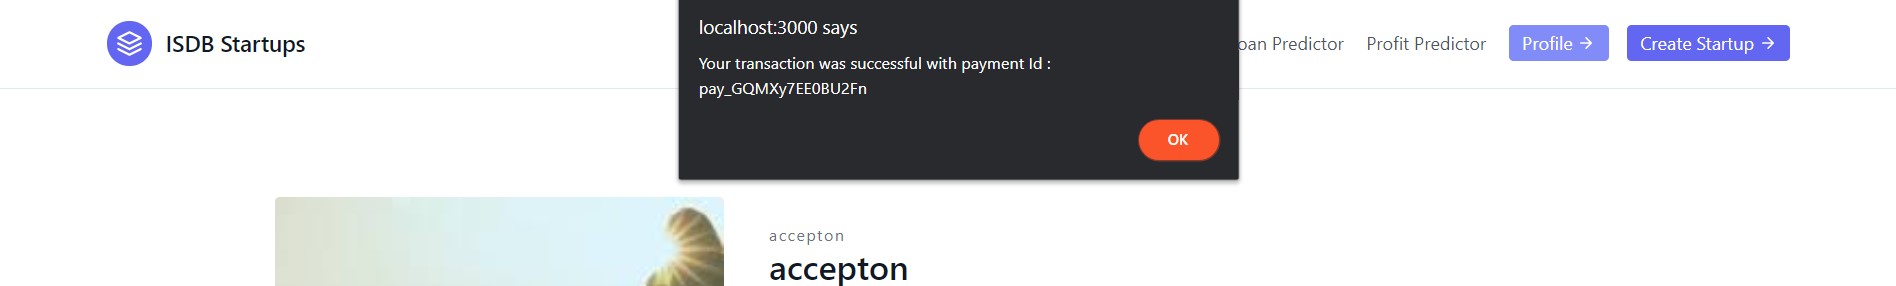 ISDB Startups
localhost:3000 says
Your transaction was successful with payment Id :
pay_GQMXy7EE0BU2Fn
OK
oan Predictor
Profit Predictor
Profile →
Create Startup →
accepton
accepton